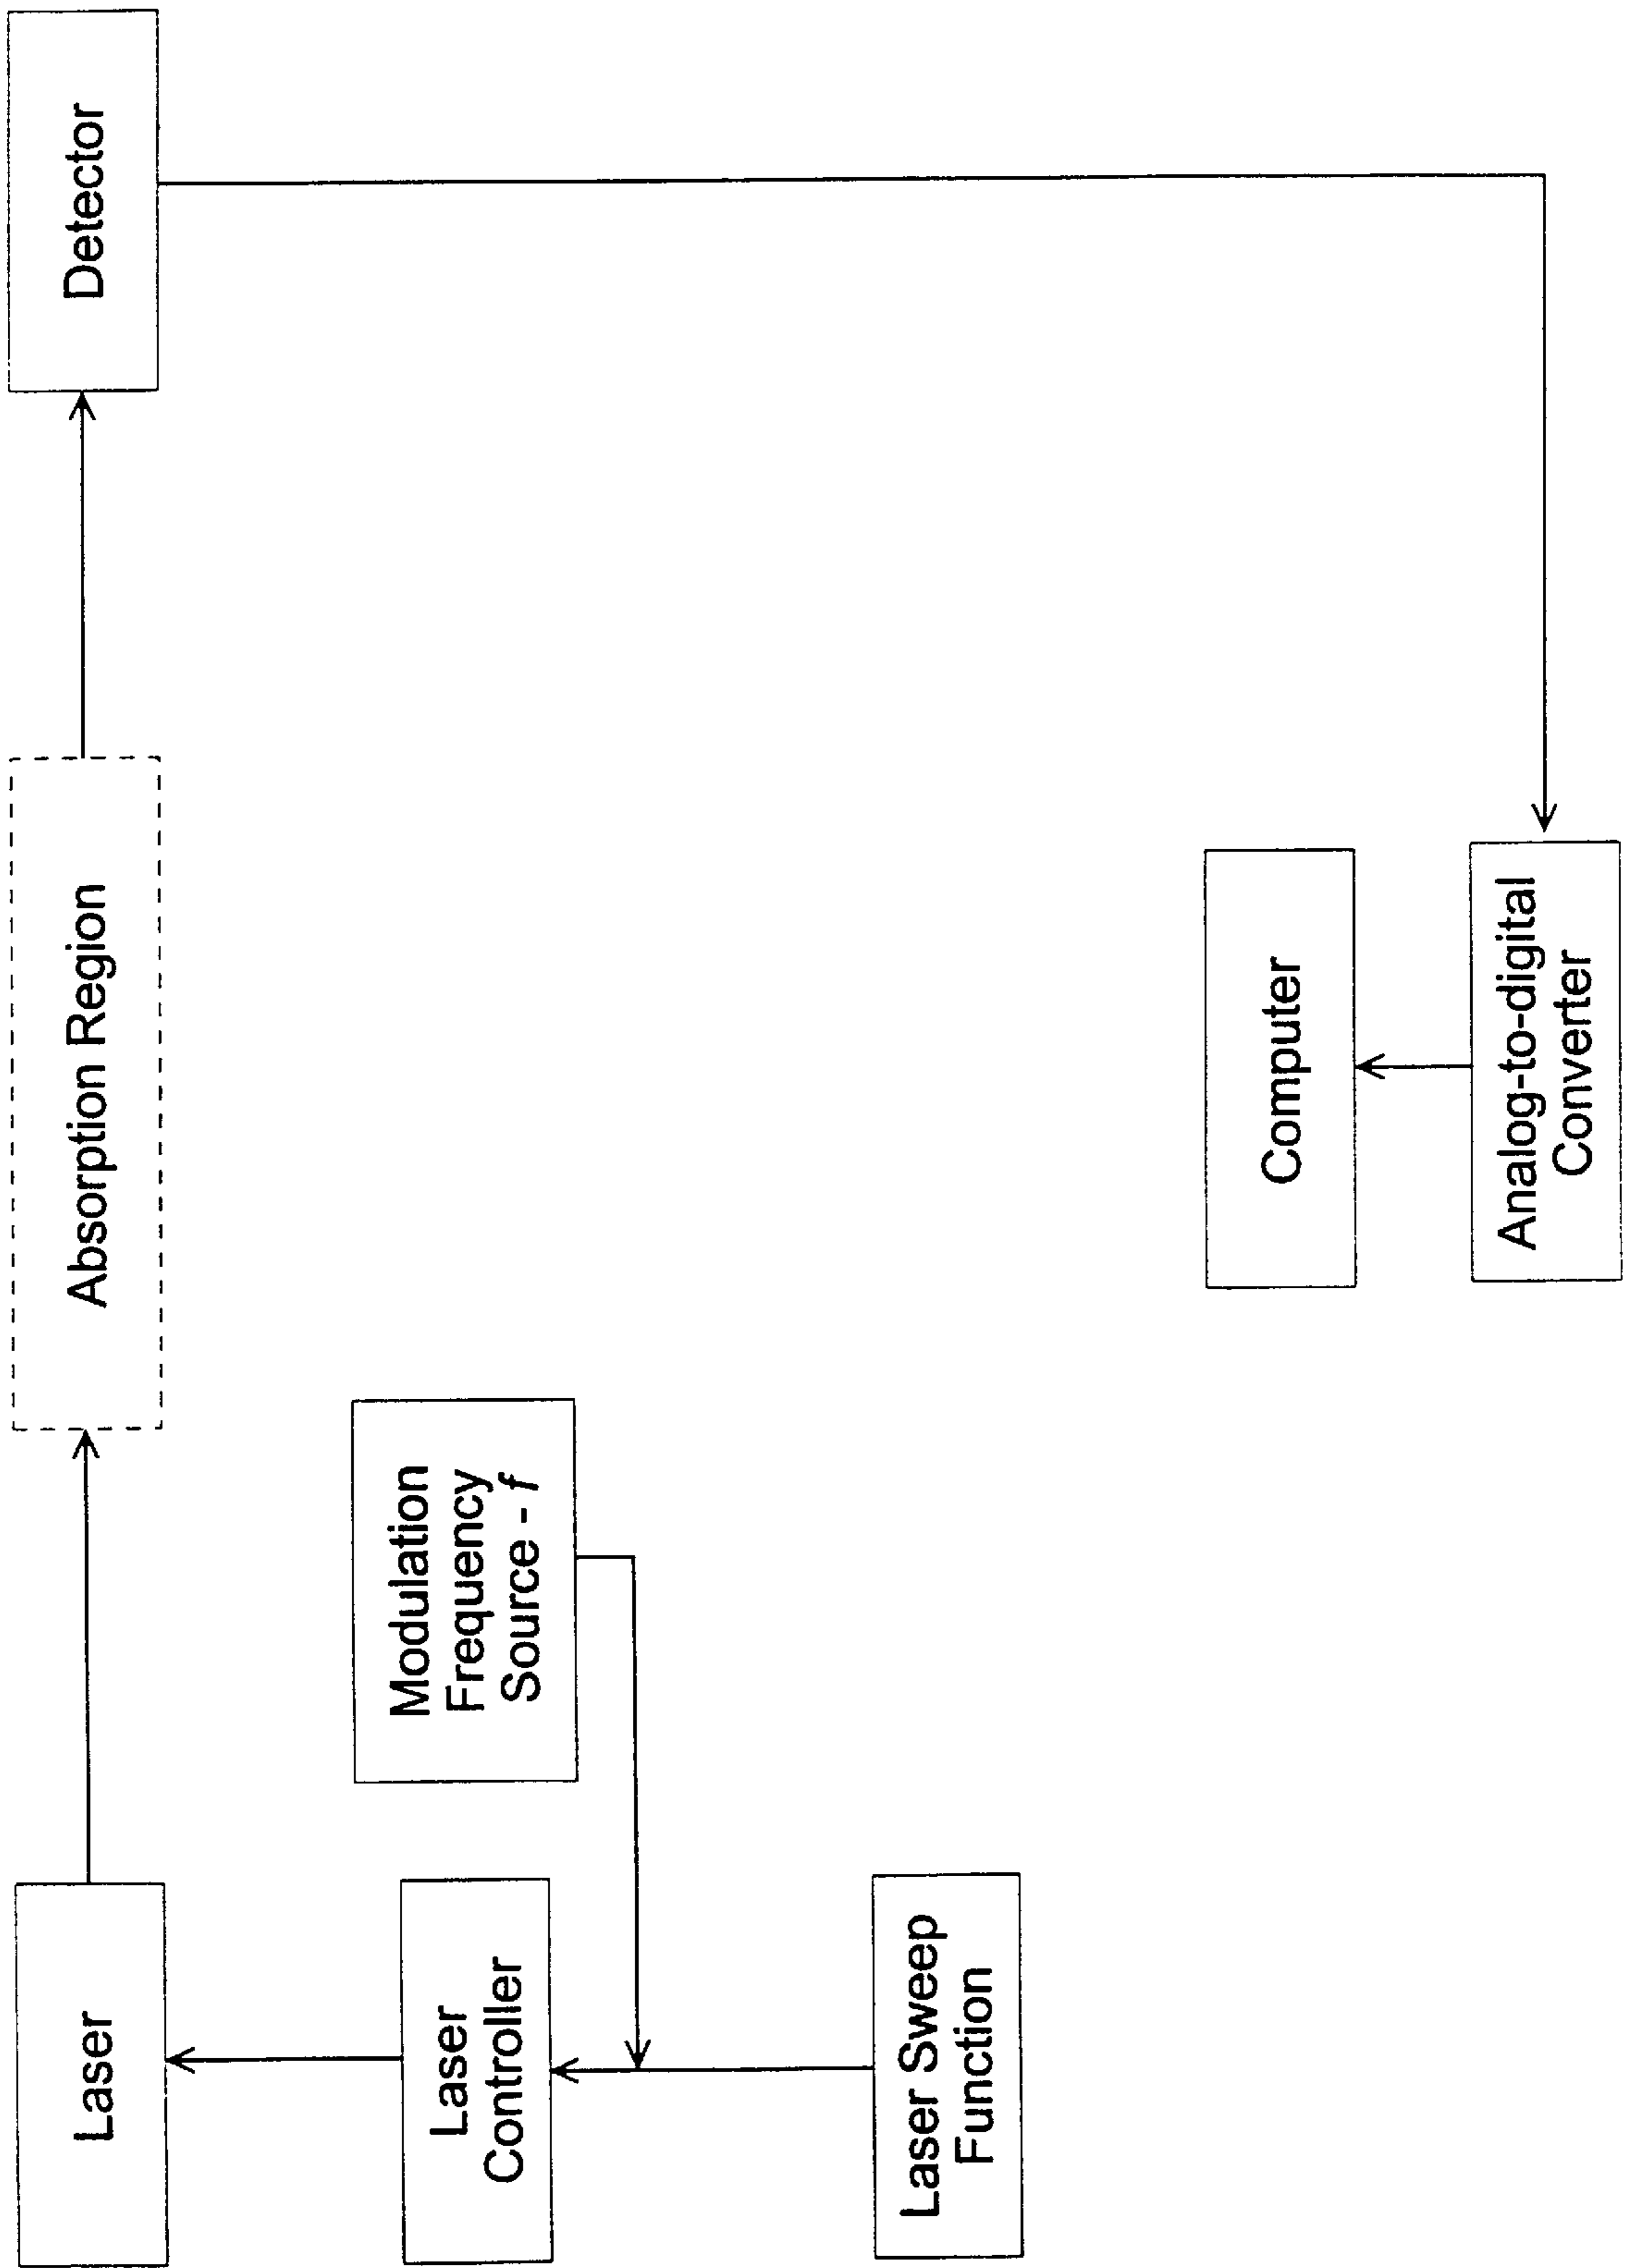 Laser
Absorption Region
Detector
Laser
Controller
Modulation
Frequency
Source - f
Laser Sweep
Function
Computer
Analog-to-digital
Converter